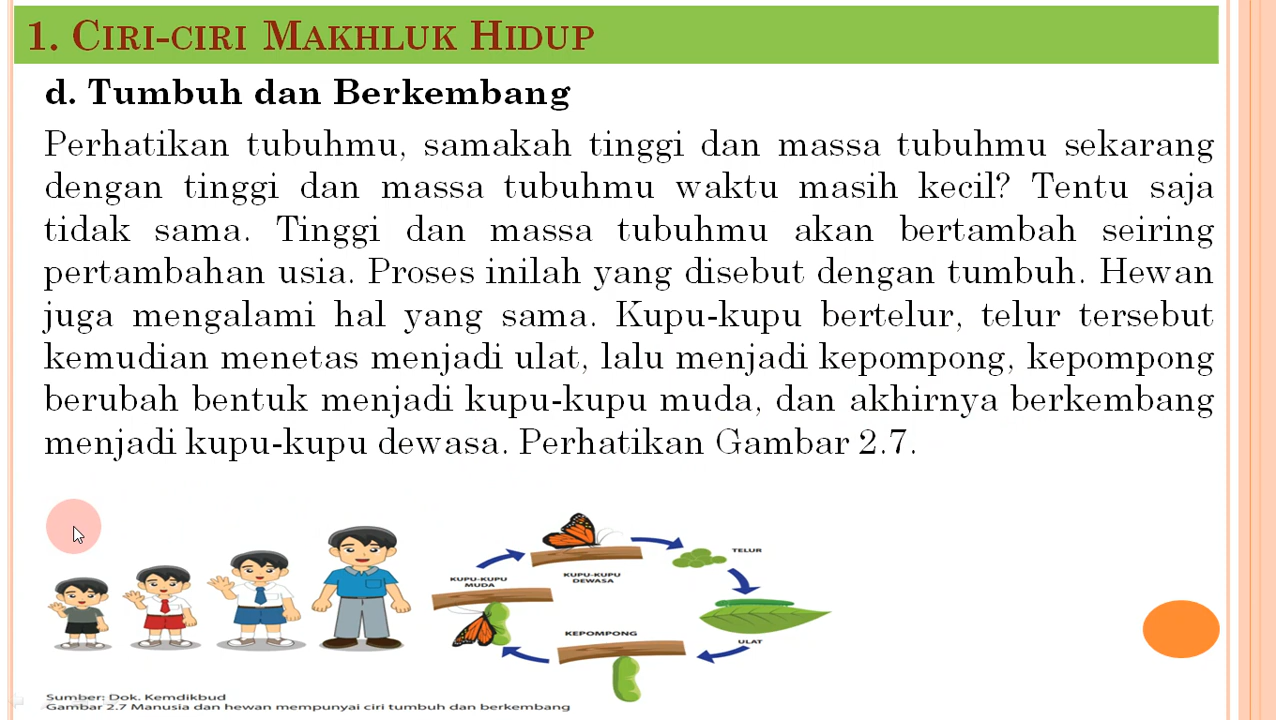 1. CIRI-CIRI MAKHLUK HIDUP
d. Tumbuh dan Berkembang
Perhatikan tubuhmu, samakah tinggi dan massa tubuhmu sekarang
dengan tinggi dan massa tubuhmu waktu masih kecil? Tentu saja
tidak sama. Tinggi dan massa tubuhmu akan bertambah seiring
pertambahan usia. Proses inilah yang disebut dengan tumbuh. Hewan
juga mengalami hal yang sama. Kupu-kupu bertelur, telur tersebut
kemudian menetas menjadi ulat, lalu menjadi kepompong, kepompong
berubah bentuk menjadi kupu-kupu muda, dan akhirnya berkembang
menjadi kupu-kupu dewasa. Perhatikan Gambar 2.7.
TELUR
KUPU-KUPU
DEWASA
KUPU-KUPU
MUDA
KEPOMPONG
ULAT
Sumber: Dok. Kemdikbud
Gambar 2.7 Manusia dan hewan mempunyai ciri tumbuh dan berkembang